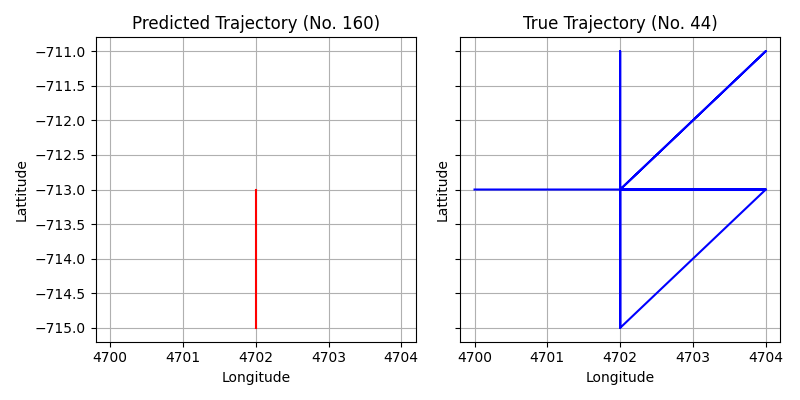 Predicted Trajectory (No. 160)
Lattitude
−711.0
−711.5
−712.0
−712.5
−713.0
−713.5
−714.0
−714.5
−715.0
4700 4701 4702 4703 4704
Longitude
True Trajectory (No. 44)
Lattitude
4700 4701 4702 4703 4704
Longitude